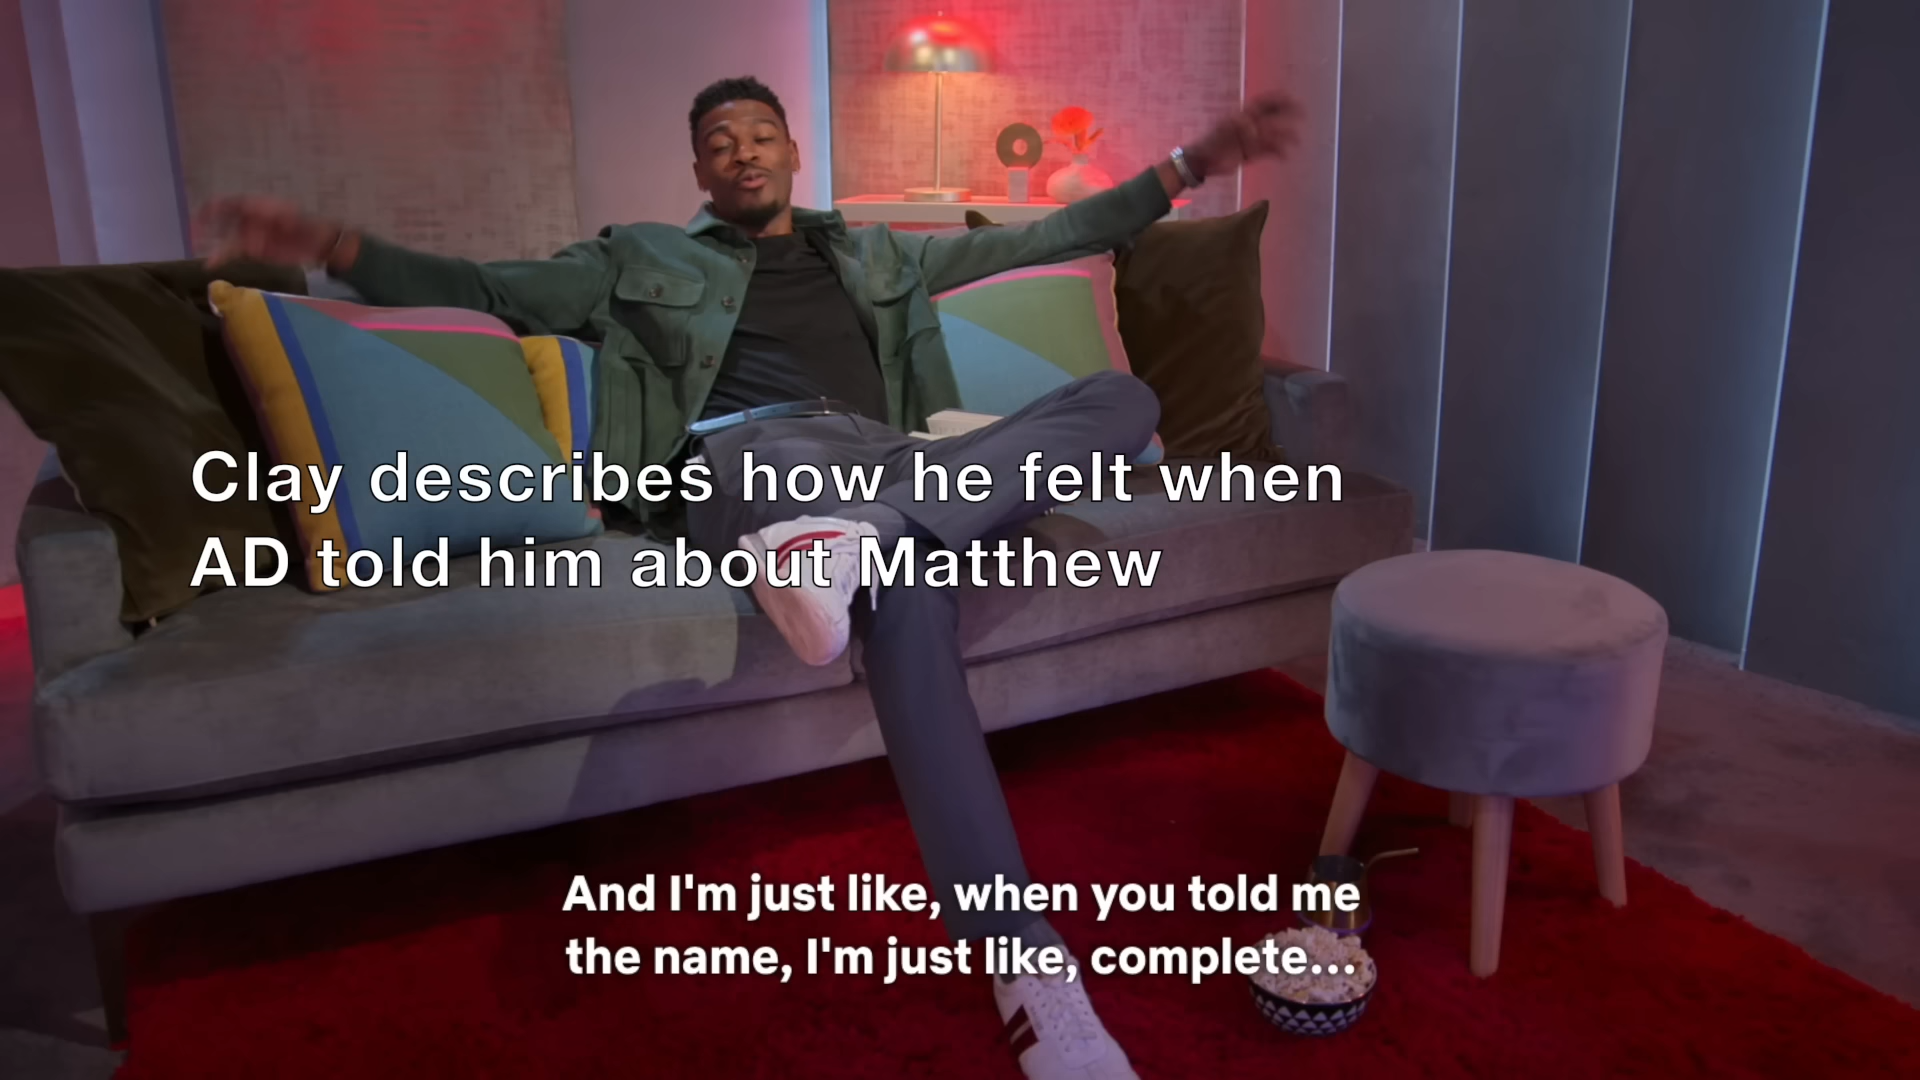 Clay describes how he felt when
AD told him about Matthew
And I'm just like, when you told me
the name, I'm just like, complete...